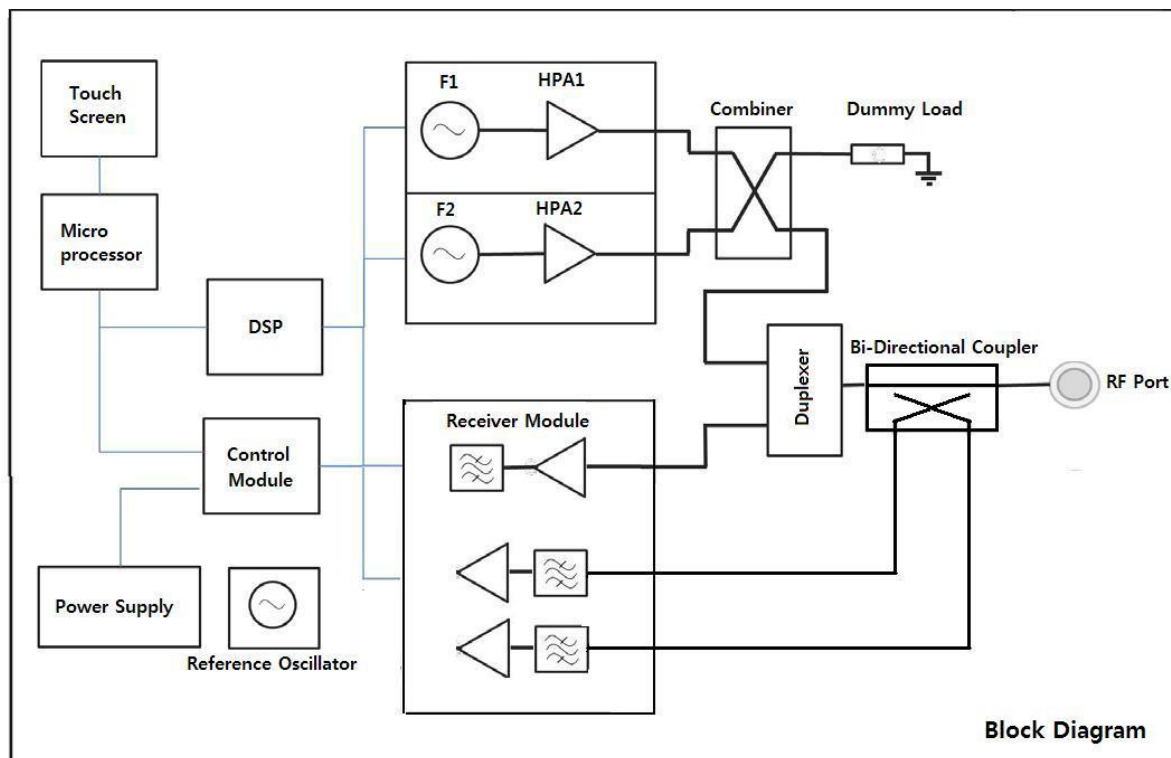 Touch
Screen
Micro
processor
DSP
Control
Module
Power Supply
Reference Oscillator
F1
HPA1
F2
HPA2
Combiner
Dummy Load
Receiver Module
Duplexer
Bi-Directional Coupler
RF Port
Block Diagram